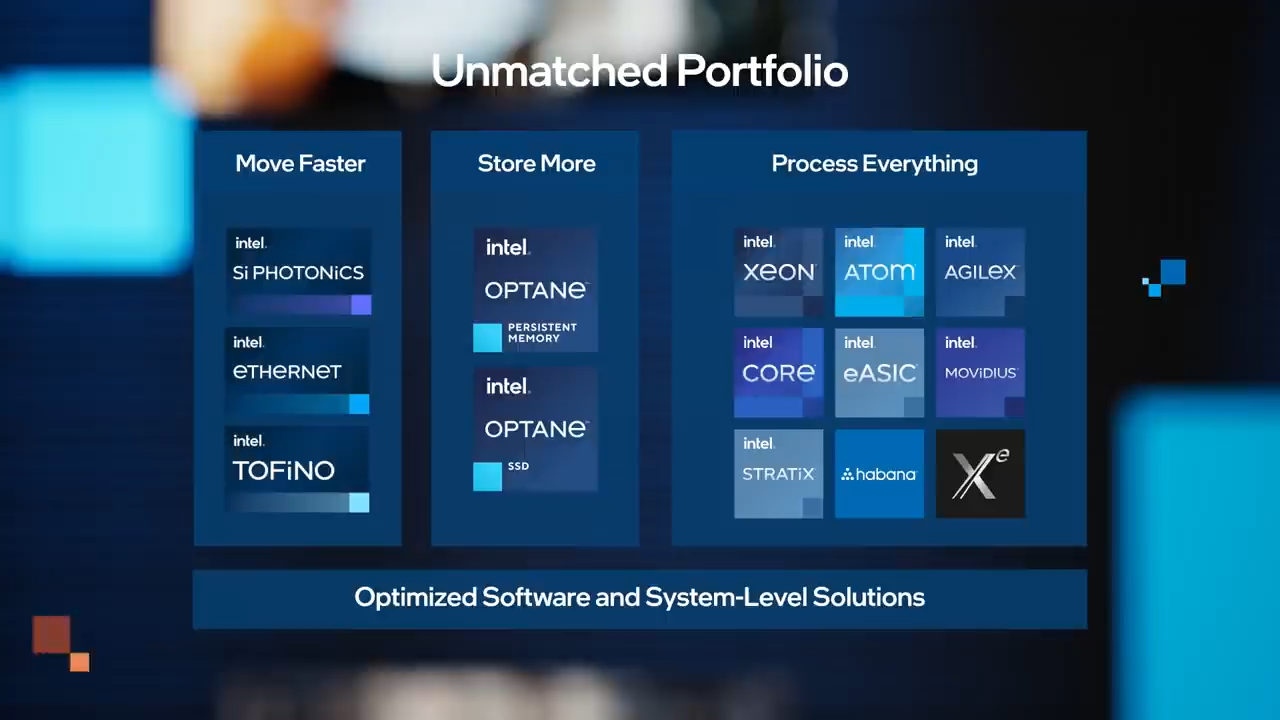 Unmatched Portfolio
Move Faster
intel.
Si PHOTONiCS
intel.
eTHeRNeT
intel.
TOFiNO
Store More
intel.
OPTANe™
PERSISTENT
MEMORY
intel.
OPTANe™
SSD
Process Everything
intel.
XeON
intel.
ATOm
intel.
AGiLeX
intel.
CORe
intel.
eASIC
intel.
MOViDiUS
intel.
STRATiX
habana
Xe
Optimized Software and System-Level Solutions